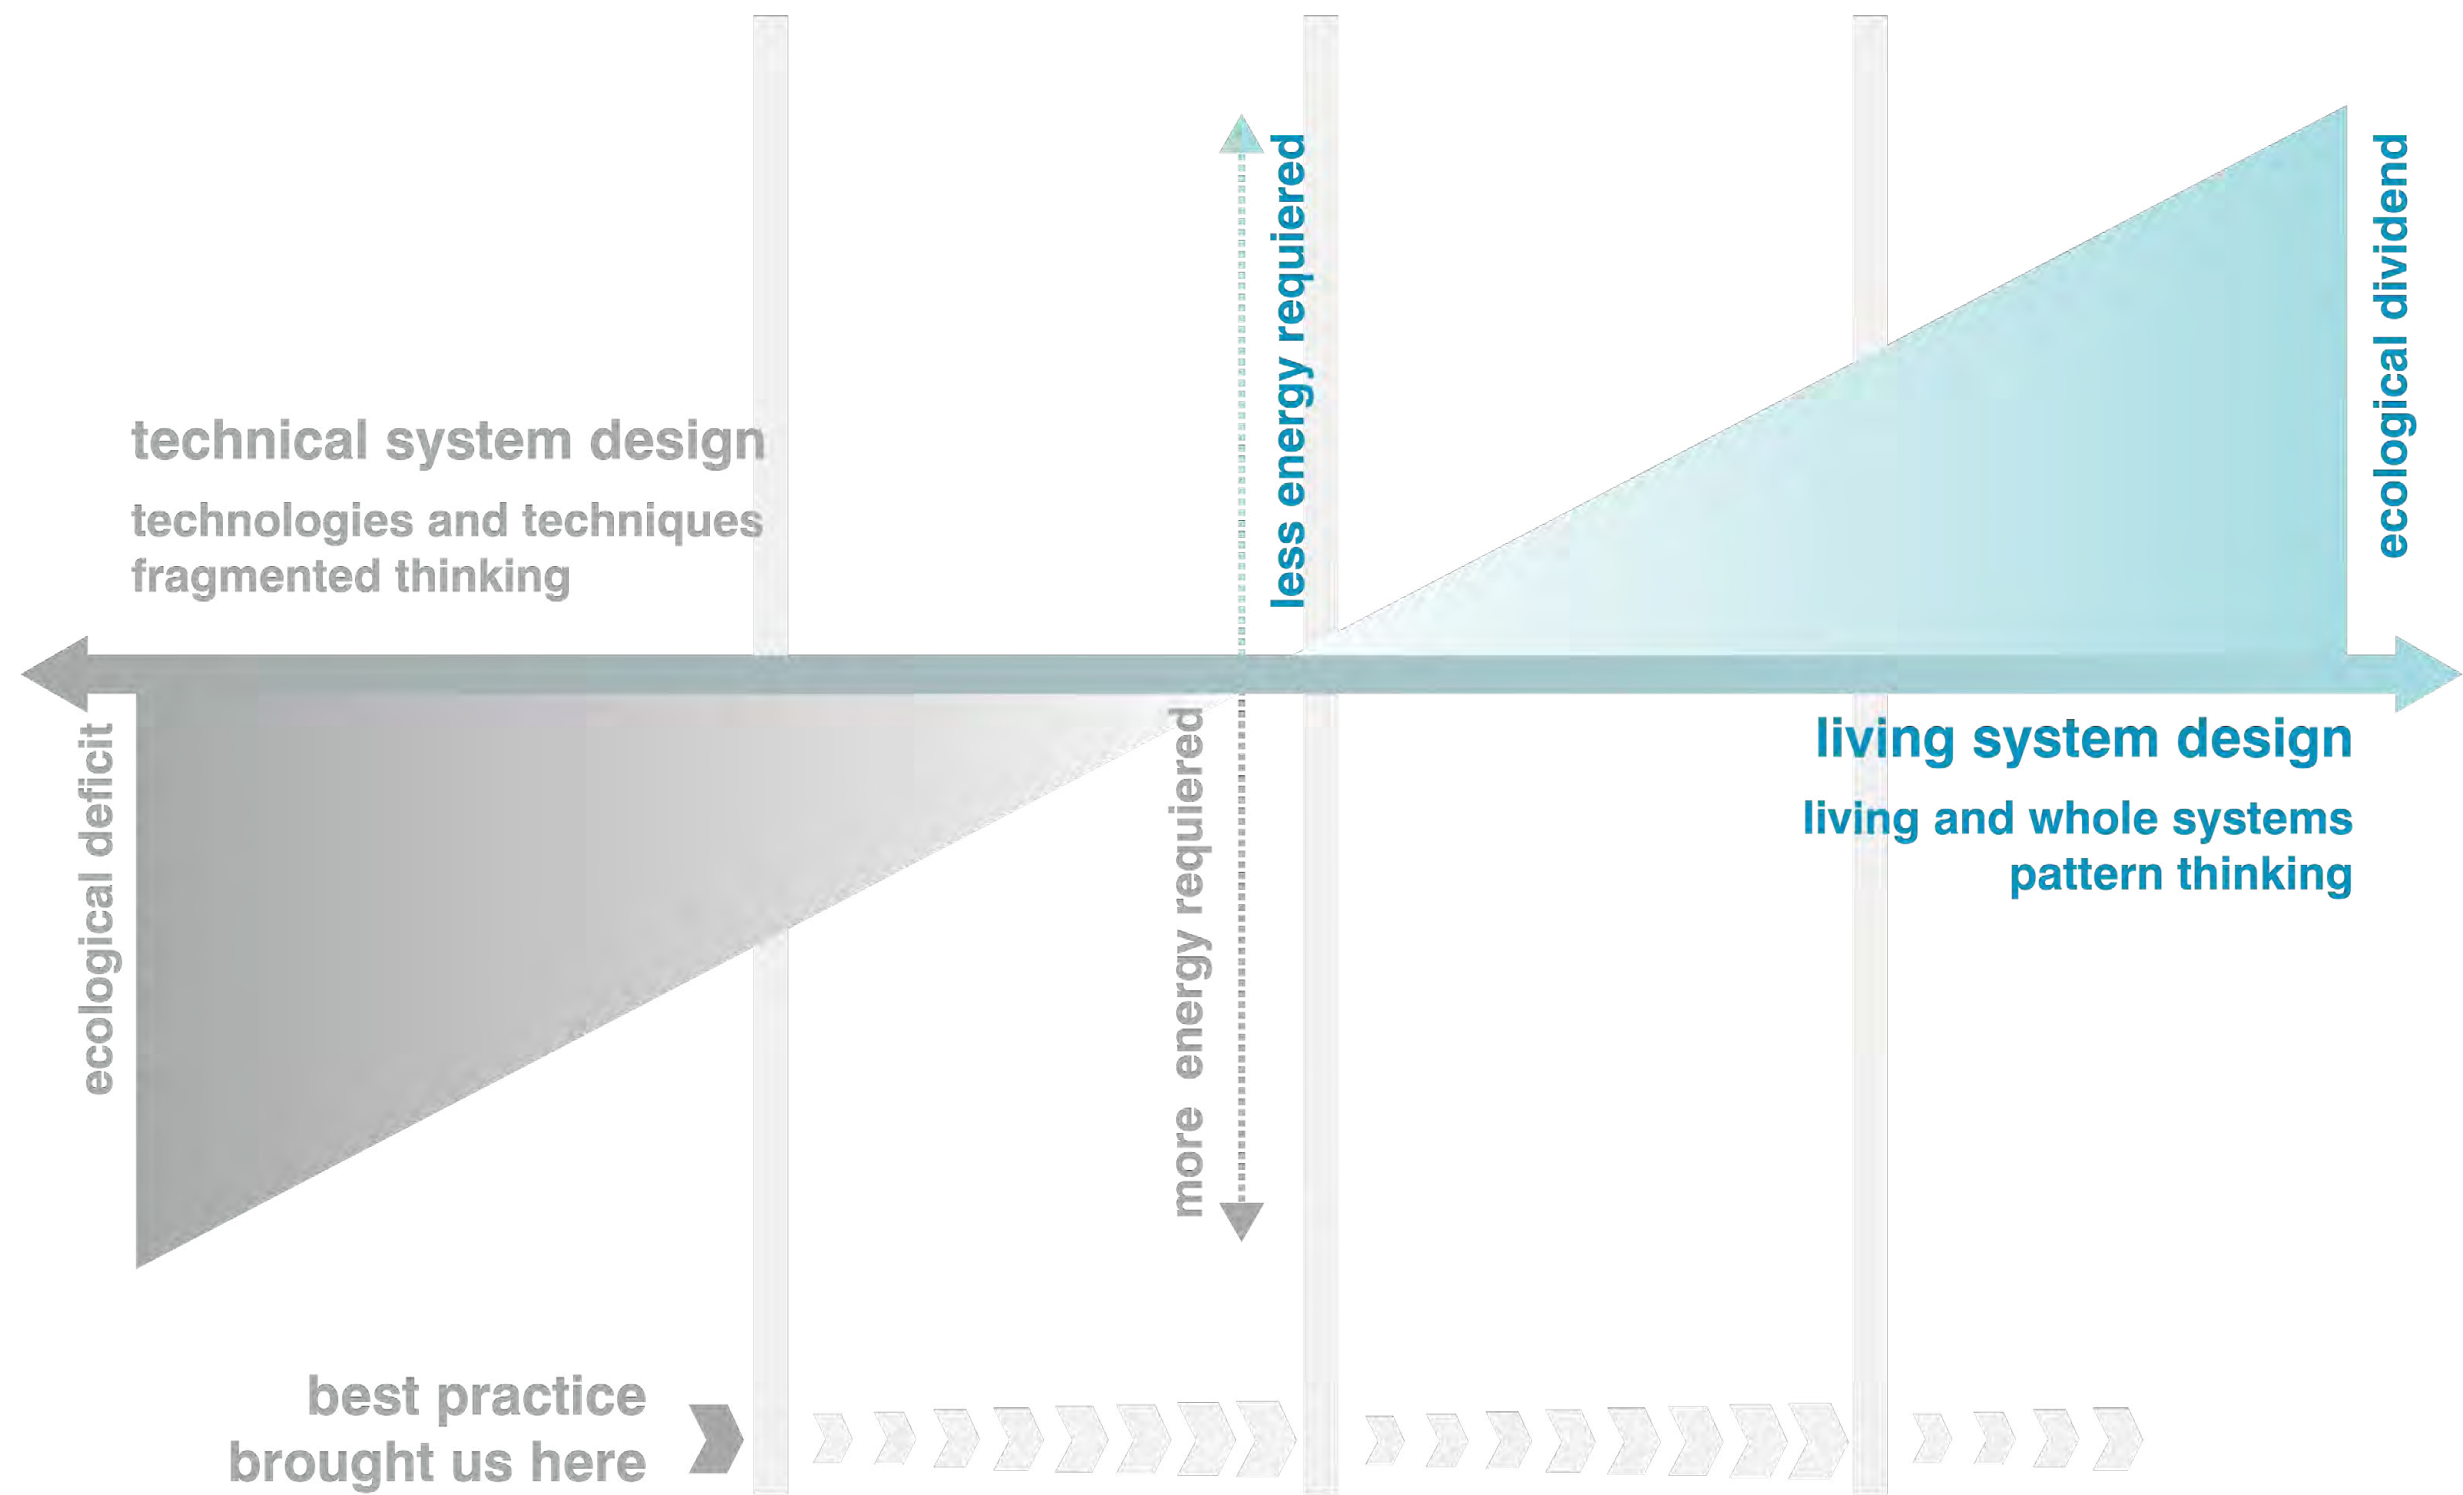 technical system design
technologies and techniques
fragmented thinking
less energy requiered
ecological dividend
ecological deficit
more energy requiered
living system design
living and whole systems
pattern thinking
best practice
brought us here